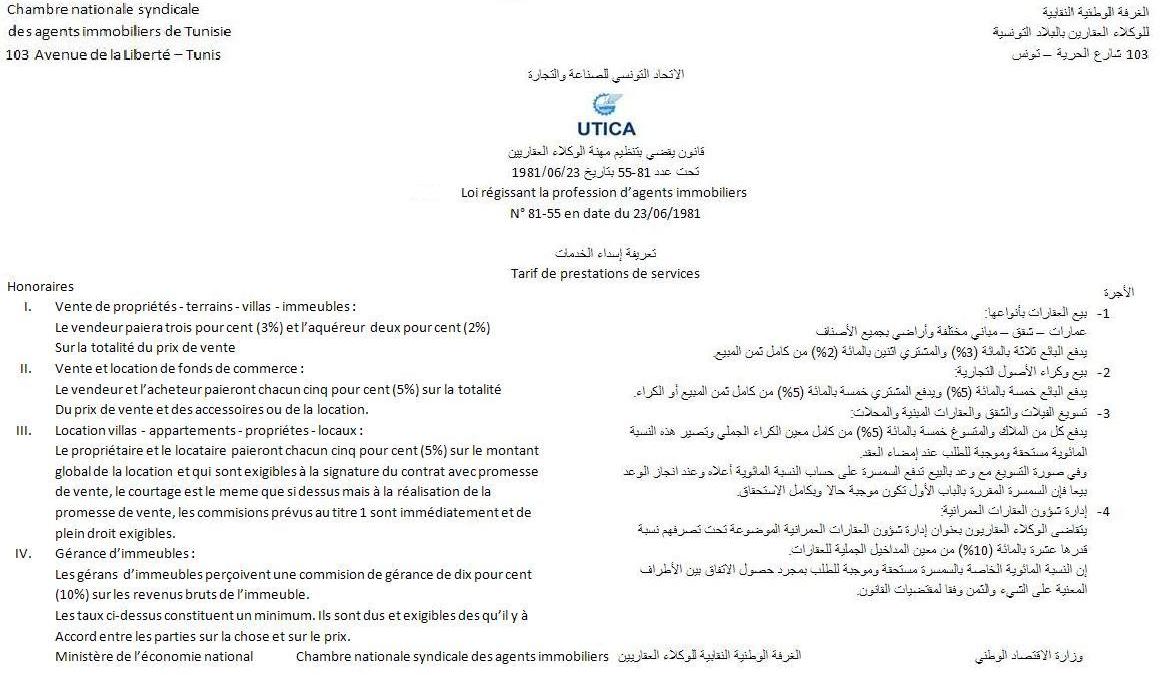 Chambre nationale syndicale
des agents immobiliers de Tunisie
103 Avenue de la Liberté – Tunis
الغرفة الوطنية النقابية
للوكلاء العقارين بالبلاد التونسية
103 شارع الحرية – تونس
الاتحاد التونسي للصناعة والتجارة
UTICA
قانون يقضي بتنظيم مهنة الوكلاء العقاريين
تحت عدد 81-55 بتاريخ 1981/06/23
Loi régissant la profession d’agents immobiliers
N° 81-55 en date du 23/06/1981
تعريفة إسداء الخدمات
Tarif de prestations de services
Honoraires
I. Vente de propriétés - terrains - villas - immeubles :
Le vendeur paiera trois pour cent (3%) et l’aquéreur deux pour cent (2%)
Sur la totalité du prix de vente
II. Vente et location de fonds de commerce :
Le vendeur et l’acheteur paieront chacun cinq pour cent (5%) sur la totalité
Du prix de vente et des accessoires ou de la location.
III. Location villas - appartements - propriétes - locaux :
Le propriétaire et le locataire paieront chacun cinq pour cent (5%) sur le montant
global de la location et qui sont exigibles à la signature du contrat avec promesse
de vente, le courtage est le meme que si dessus mais à la réalisation de la
promesse de vente, les commisions prévus au titre 1 sont immédiatement et de
plein droit exigibles.
IV. Gérance d’immeubles :
Les gérans d’immeubles perçoivent une commision de gérance de dix pour cent
(10%) sur les revenus bruts de l’immeuble.
Les taux ci-dessus constituent un minimum. Ils sont dus et exigibles des qu’il y à
Accord entre les parties sur la chose et sur le prix.
الأجرة
1- بيع العقارات بأنواعها:
عمارات – شقق – مباني مختلفة وأراضي بجميع الأصناف
يدفع البائع ثلاثة بالمائة (3%) والمشتري اثنين بالمائة (2%) من كامل ثمن المبيع.
2- بيع وكراء الأصول التجارية:
يدفع البائع خمسة بالمائة (5%) ويدفع المشتري خمسة بالمائة (5%) من كامل ثمن المبيع أو الكراء.
3- تسويغ الفيلات والشقق والعقارات المبنية والمحلات:
يدفع كل من الملاك والمتسوغ خمسة بالمائة (5%) من كامل معين الكراء الجملي وتصير هذه النسبة
المائوية مستحقة وموجبة للطلب عند إمضاء العقد.
وفي صورة التسويغ مع وعد بالبيع تدفع السمسرة على حساب النسبة المائوية أعلاه وعند انجاز الوعد
بيعا فإن السمسرة المقررة بالباب الأول تكون موجبة حالا وبكامل الاستحقاق.
4- إدارة شؤون العقارات العمرانية:
يتقاضى الوكلاء العقاريون بعنوان إدارة شؤون العقارات العمرانية الموضوعة تحت تصرفهم نسبة
قدرها عشرة بالمائة (10%) من معين المداخيل الجملية للعقارات.
إن النسبة المائوية الخاصة بالسمسرة مستحقة وموجبة للطلب بمجرد حصول الاتفاق بين الأطراف
المعنية على الشيء والثمن وفقا لمقتضيات القانون.
Ministère de l’économie national Chambre nationale syndicale des agents immobiliers الغرفة الوطنية النقابية للوكلاء العقاريين وزارة الاقتصاد الوطني